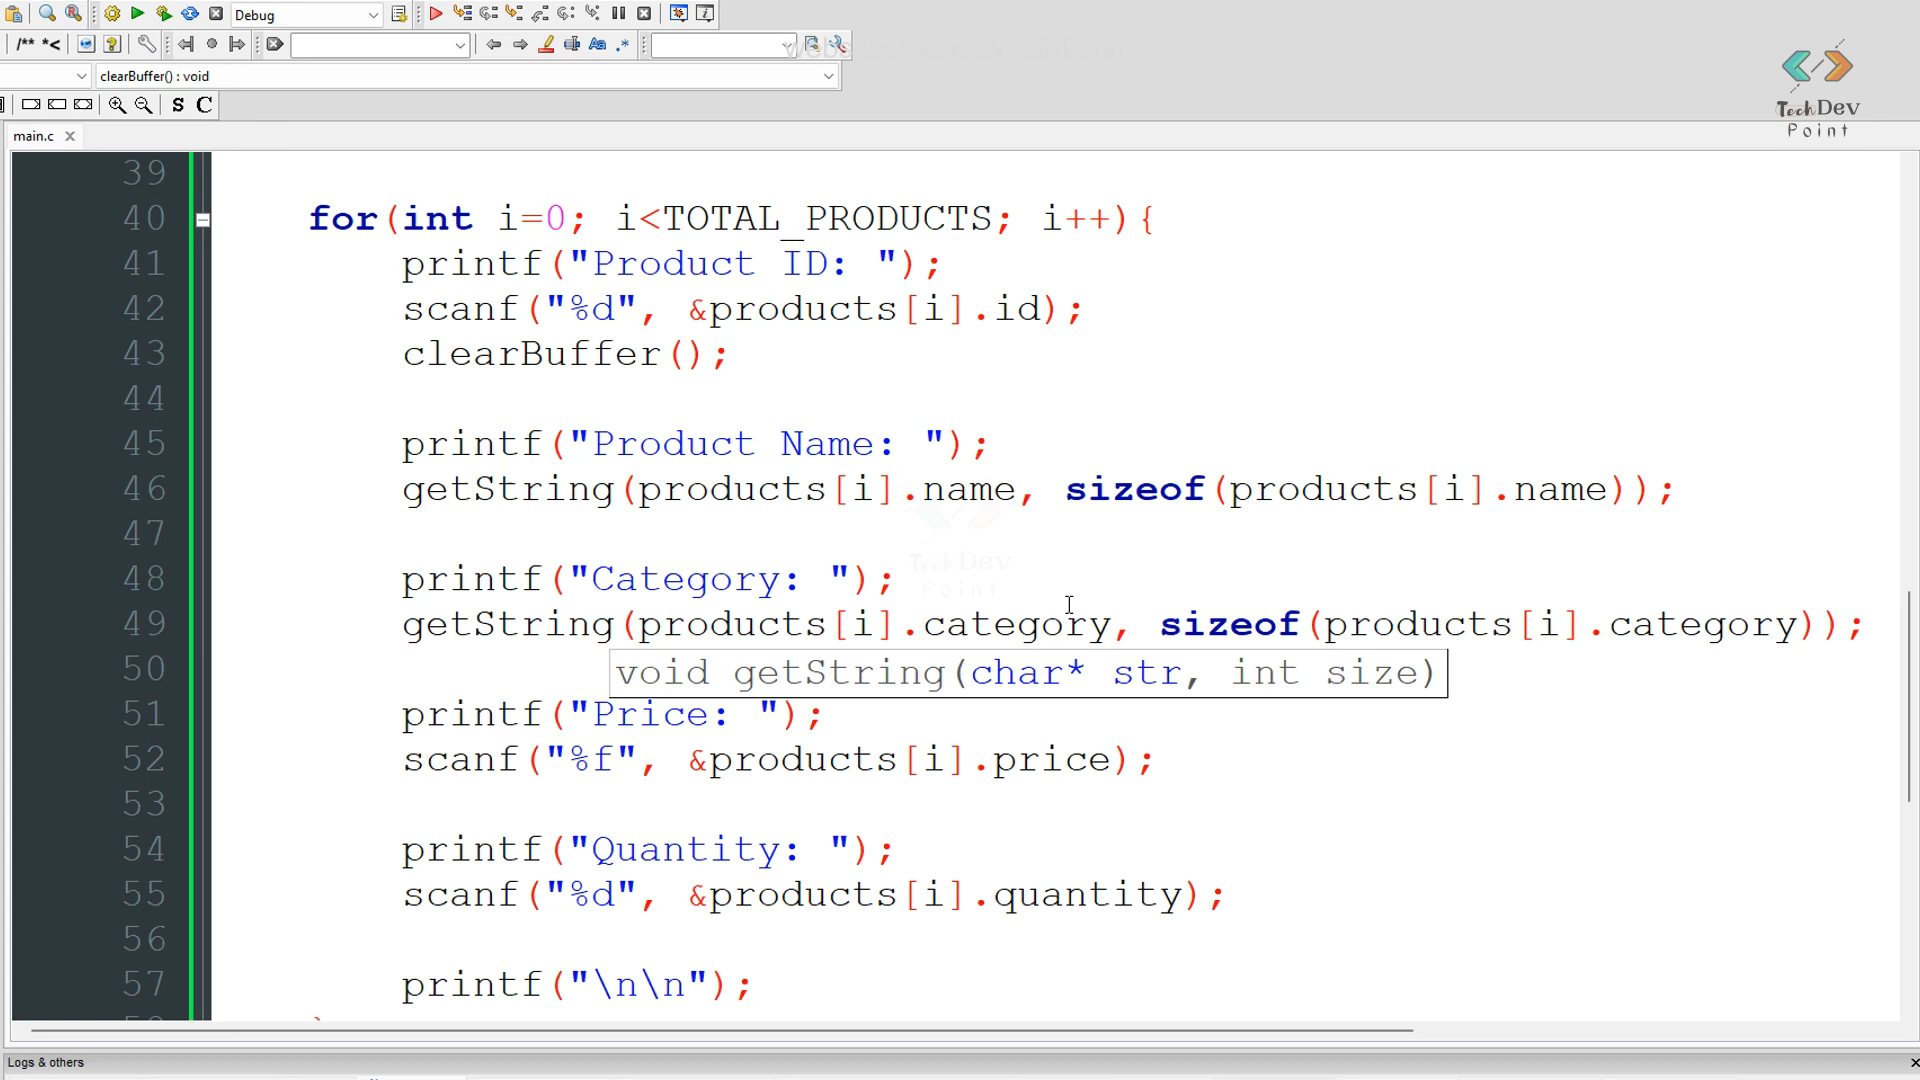 Debug
/** *<
Aa .*
clearBuffer() : void
S C
TechDev
Point
main.c
39
40 for(int i=0; i<TOTAL_PRODUCTS; i++){
41 printf("Product ID: ");
42 scanf("%d", &products[i].id);
43 clearBuffer();
44
45 printf("Product Name: ");
46 getString(products[i].name, sizeof(products[i].name));
47
TechDev
Point
48 printf("Category: ");
49 getString(products[i].category, sizeof(products[i].category));
50 void getString(char* str, int size)
51 printf("Price: ");
52 scanf("%f", &products[i].price);
53
54 printf("Quantity: ");
55 scanf("%d", &products[i].quantity);
56
57 printf("\n\n");
}
Logs & others